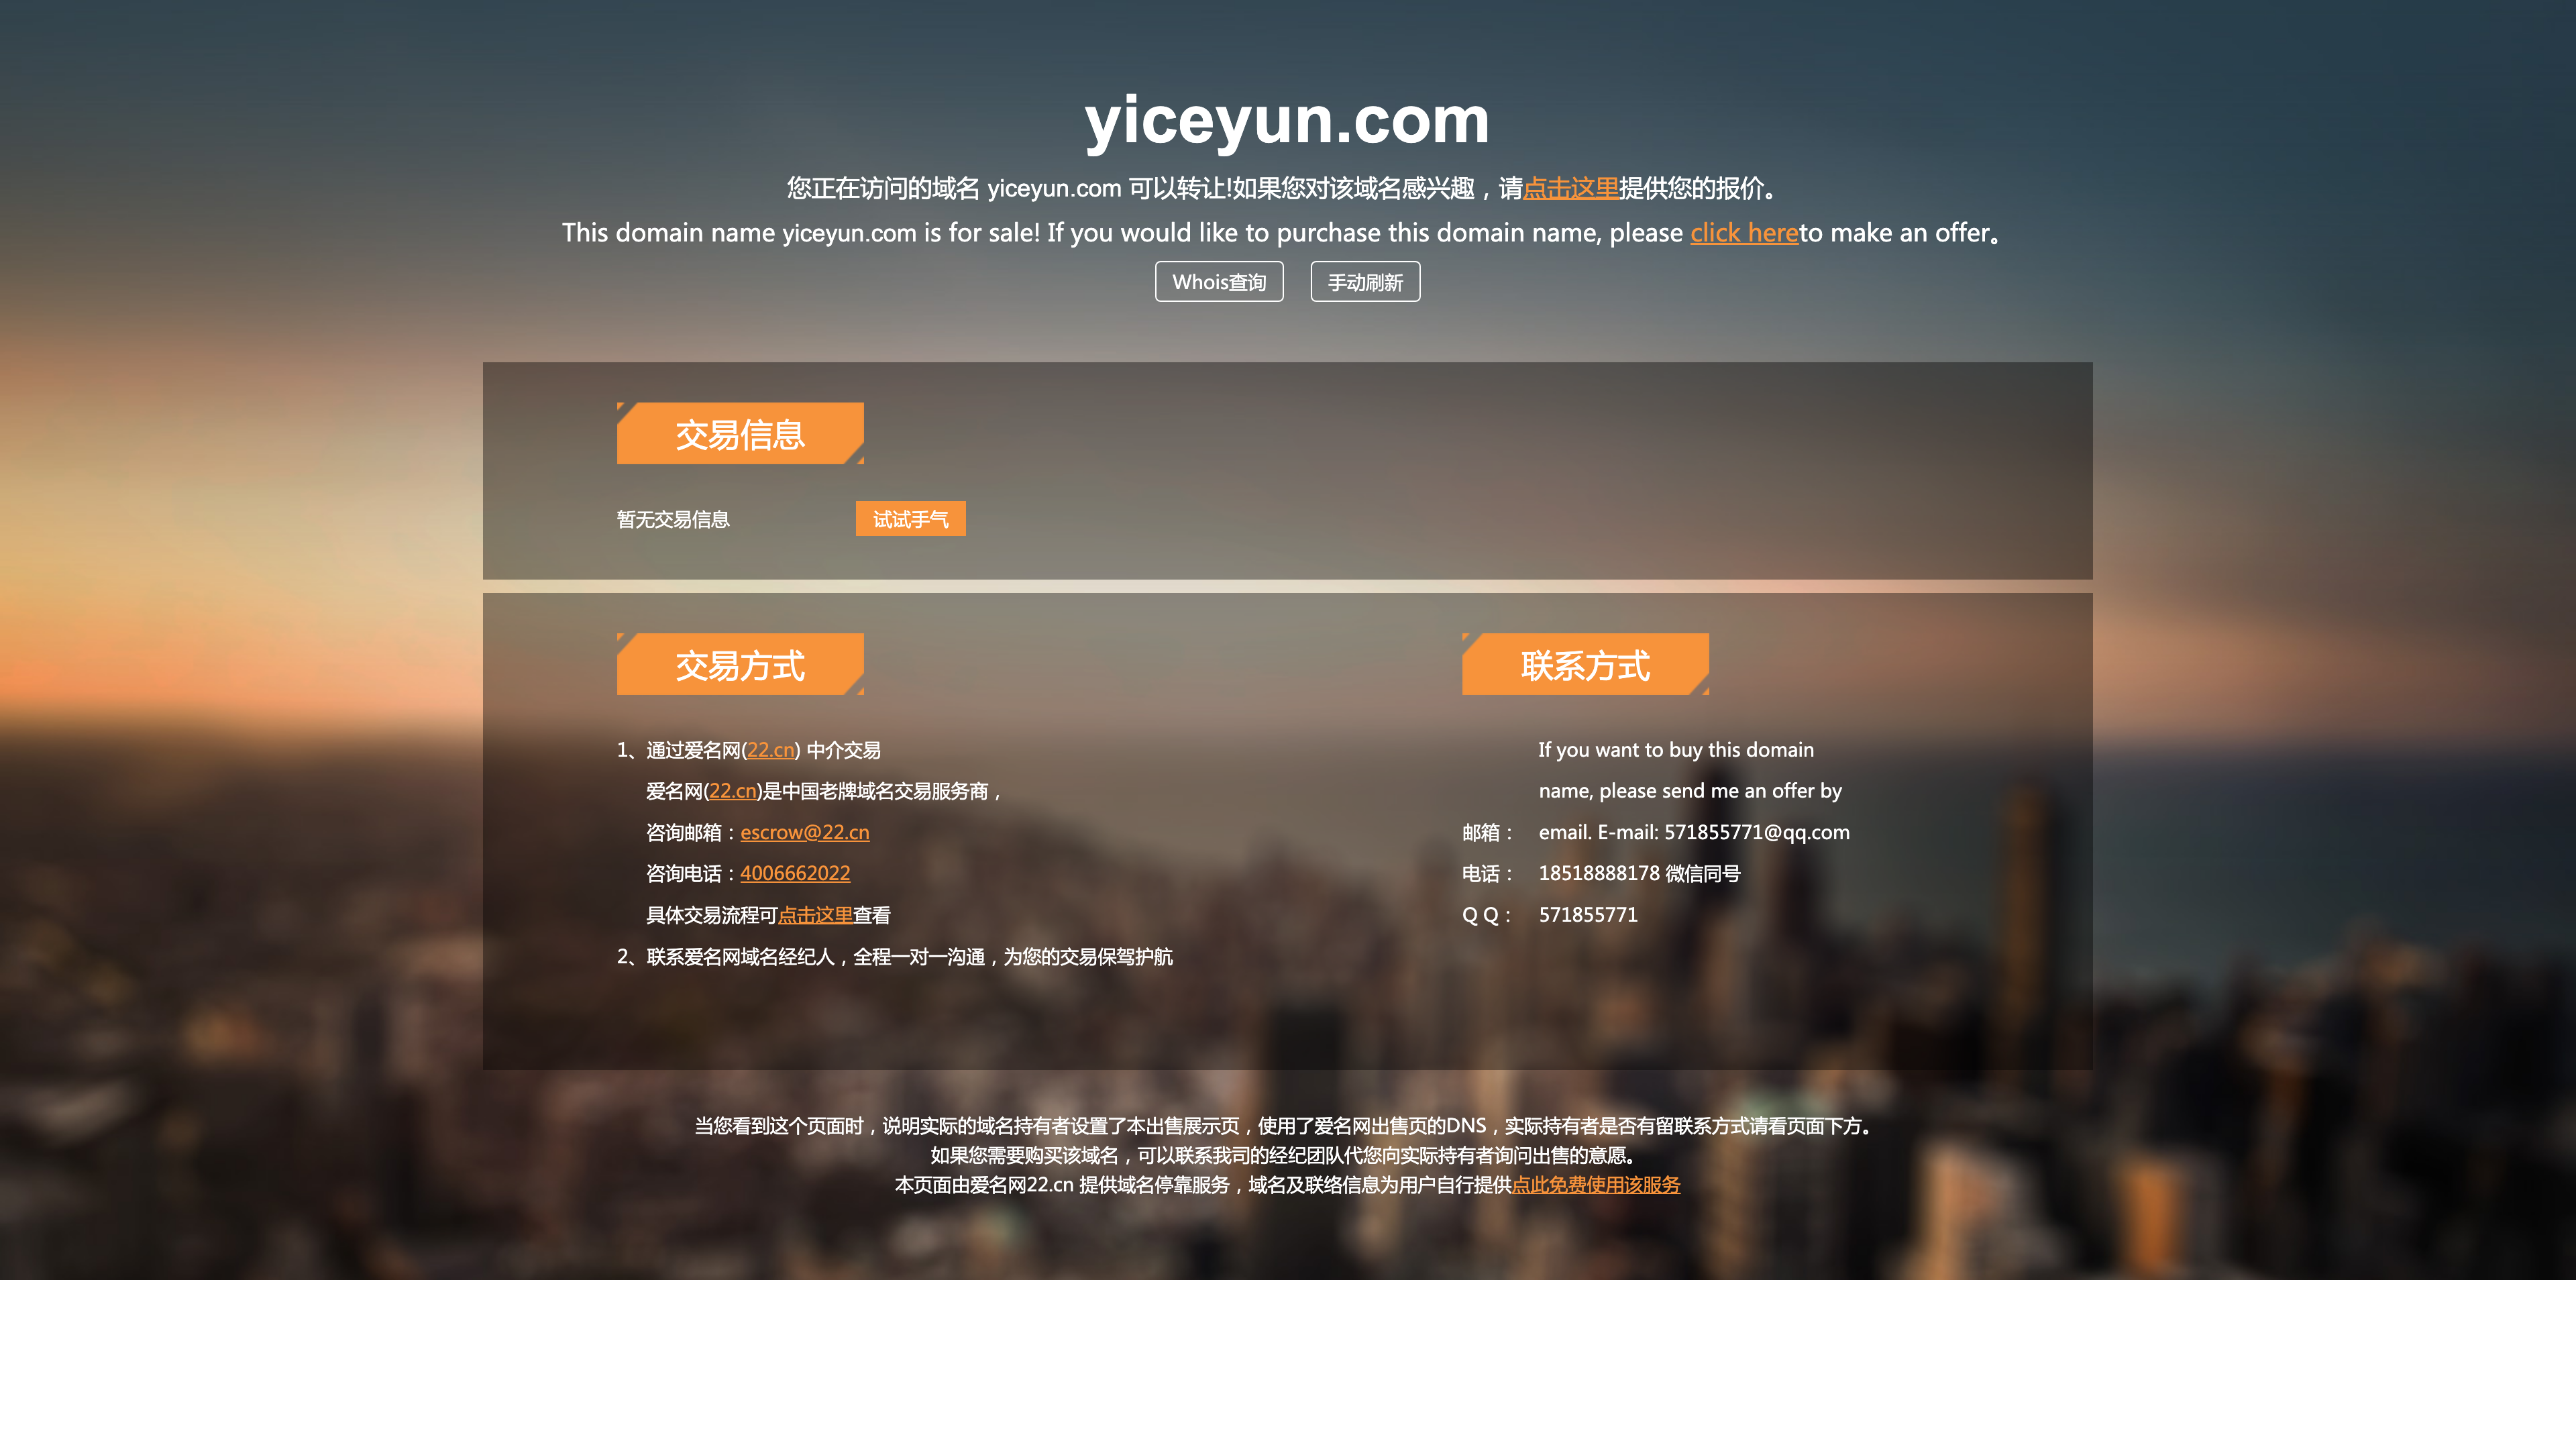 yiceyun.com
您正在访问的域名 yiceyun.com 可以转让!如果您对该域名感兴趣，请点击这里提供您的报价。
This domain name yiceyun.com is for sale! If you would like to purchase this domain name, please click hereto make an offer。
Whois查询 手动刷新
交易信息
暂无交易信息 试试手气
交易方式
1、通过爱名网(22.cn) 中介交易
爱名网(22.cn)是中国老牌域名交易服务商，
咨询邮箱：escrow@22.cn
咨询电话：4006662022
具体交易流程可点击这里查看
2、联系爱名网域名经纪人，全程一对一沟通，为您的交易保驾护航
联系方式
If you want to buy this domain
name, please send me an offer by
邮箱： email. E-mail: 571855771@qq.com
电话： 18518888178 微信同号
Q Q： 571855771
当您看到这个页面时，说明实际的域名持有者设置了本出售展示页，使用了爱名网出售页的DNS，实际持有者是否有留联系方式请看页面下方。
如果您需要购买该域名，可以联系我司的经纪团队代您向实际持有者询问出售的意愿。
本页面由爱名网22.cn 提供域名停靠服务，域名及联络信息为用户自行提供点此免费使用该服务